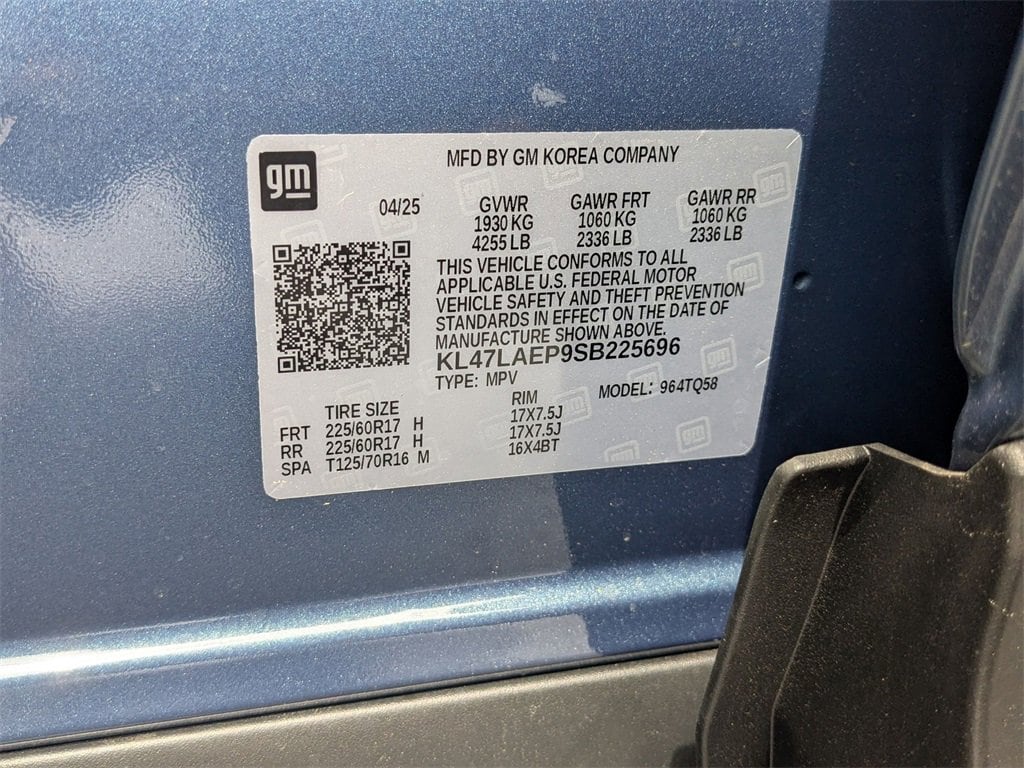 gm
MFD BY GM KOREA COMPANY
04/25
GVWR GAWR FRT GAWR RR
1930 KG 1060 KG 1060 KG
4255 LB 2336 LB 2336 LB
THIS VEHICLE CONFORMS TO ALL
APPLICABLE U.S. FEDERAL MOTOR
VEHICLE SAFETY AND THEFT PREVENTION
STANDARDS IN EFFECT ON THE DATE OF
MANUFACTURE SHOWN ABOVE.
KL47LAEP9SB225696
TYPE: MPV MODEL: 964TQ58
TIRE SIZE RIM
FRT 225/60R17 H 17X7.5J
RR 225/60R17 H 17X7.5J
SPA T125/70R16 M 16X4BT